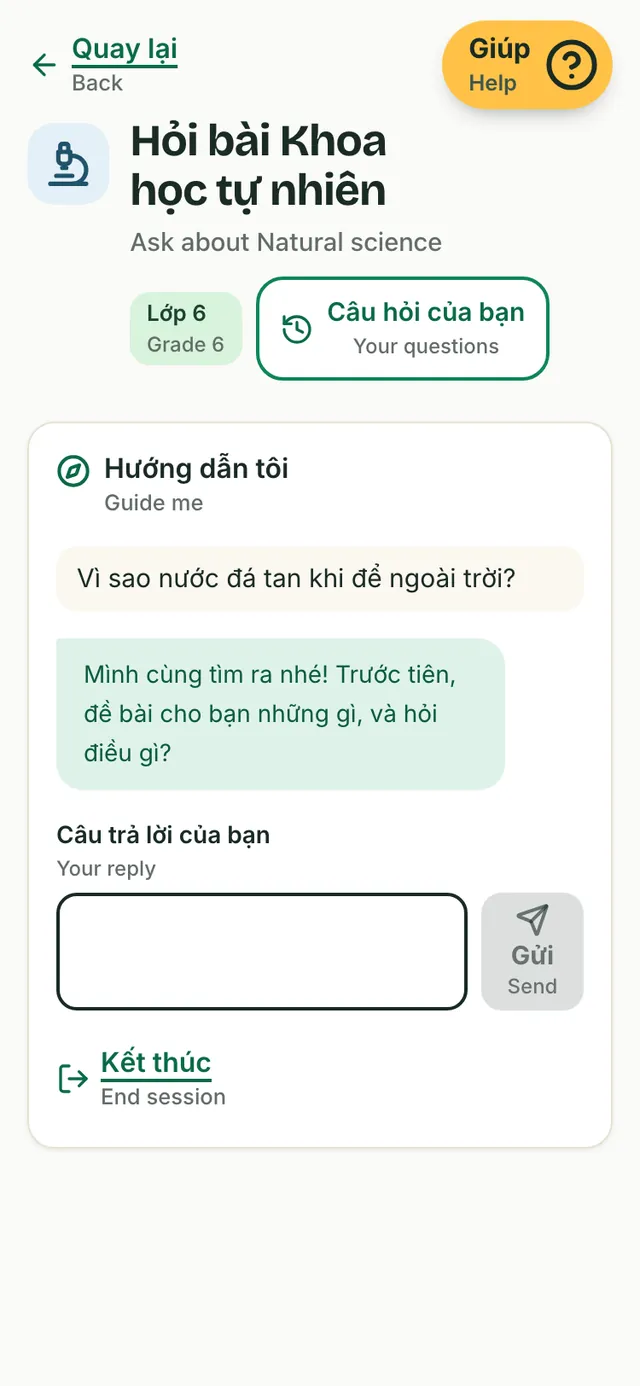 Quay lại
Back
Giúp
Help
Hỏi bài Khoa
học tự nhiên
Ask about Natural science
Lớp 6
Grade 6
Câu hỏi của bạn
Your questions
Hướng dẫn tôi
Guide me
Vì sao nước đá tan khi để ngoài trời?
Mình cùng tìm ra nhé! Trước tiên,
đề bài cho bạn những gì, và hỏi
điều gì?
Câu trả lời của bạn
Your reply
Gửi
Send
Kết thúc
End session